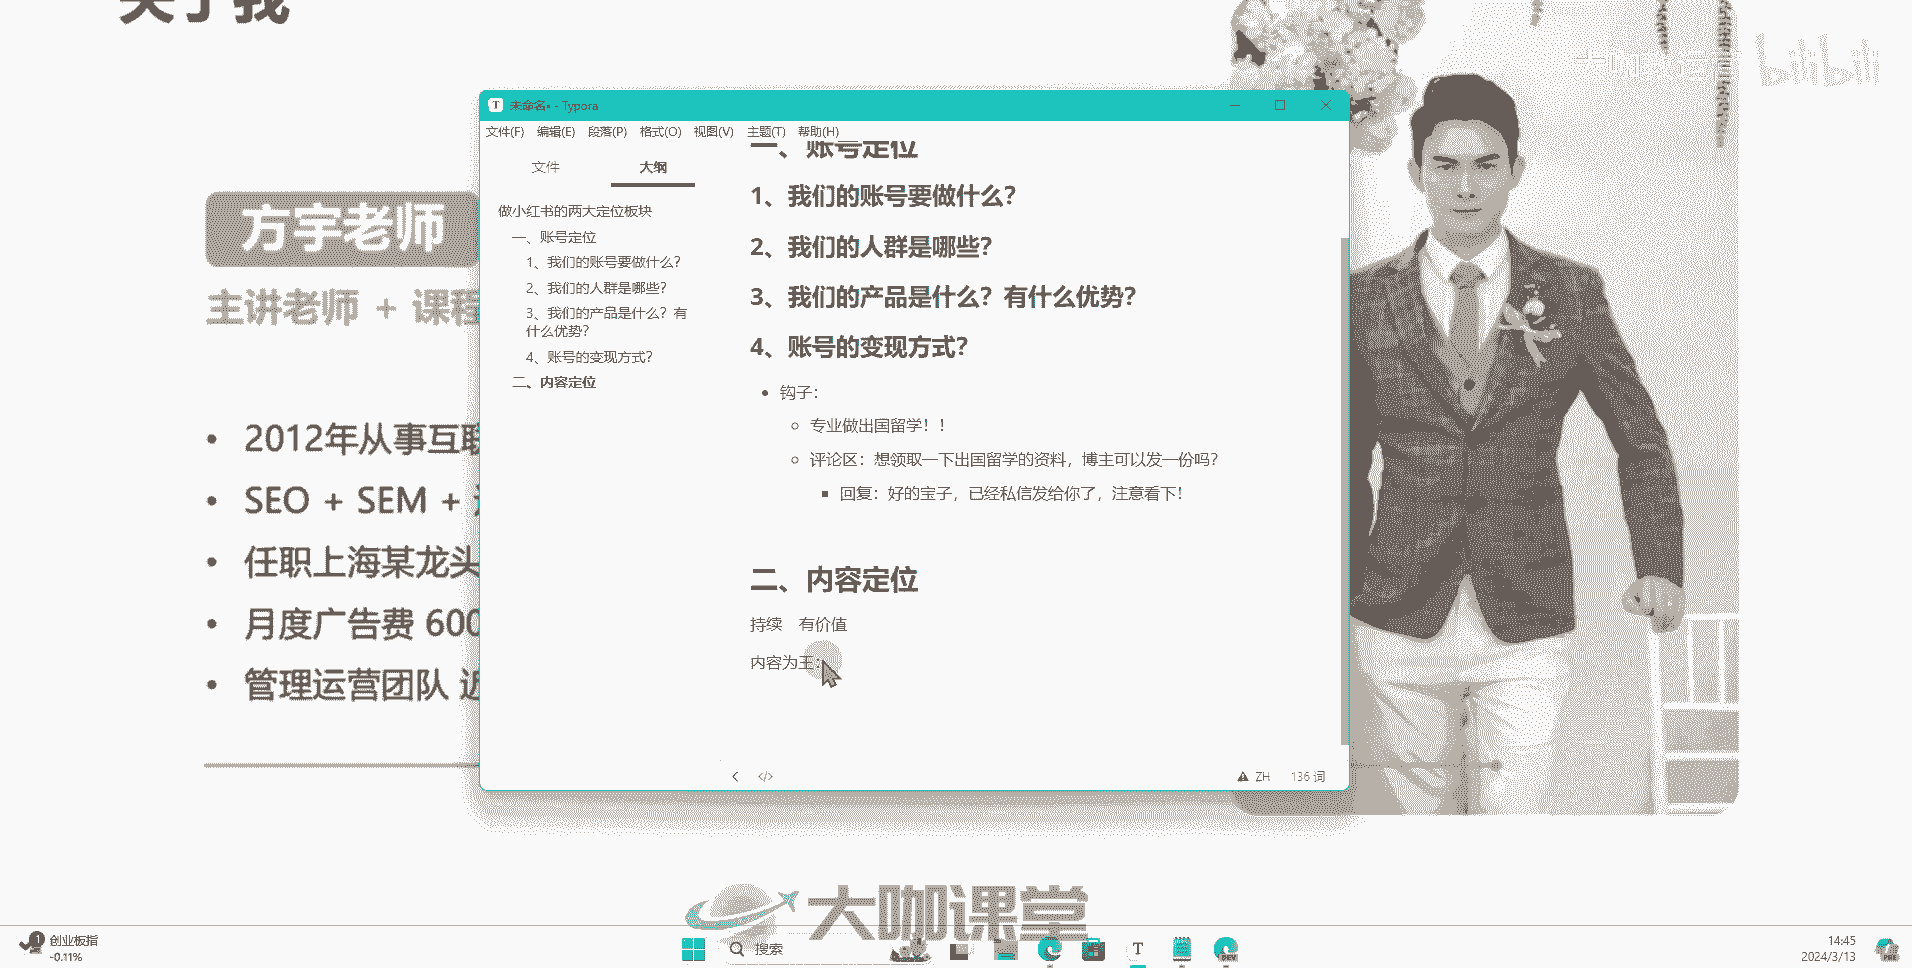 关于我
bilibili
方宇老师
主讲老师 + 课程
2012年从事互联
SEO + SEM +
任职上海某龙头
月度广告费 600
管理运营团队 近
未命名• - Typora
文件(F) 编辑(E) 段落(P) 格式(O) 视图(V) 主题(T) 帮助(H)
文件 大纲
做小红书的两大定位板块
一、账号定位
1、我们的账号要做什么?
2、我们的人群是哪些?
3、我们的产品是什么? 有
什么优势?
4、账号的变现方式?
二、内容定位
一、账号定位
1、我们的账号要做什么?
2、我们的人群是哪些?
3、我们的产品是什么? 有什么优势?
4、账号的变现方式?
钩子:
专业做出国留学! !
评论区: 想领取一下出国留学的资料, 博主可以发一份吗?
回复: 好的宝子, 已经私信发给你了, 注意看下!
二、内容定位
持续 有价值
内容为王:
ZH 136 词
大咖课堂
1
创业板指
-0.11%
搜索
T
DEV
14:45
2024/3/13
PRE